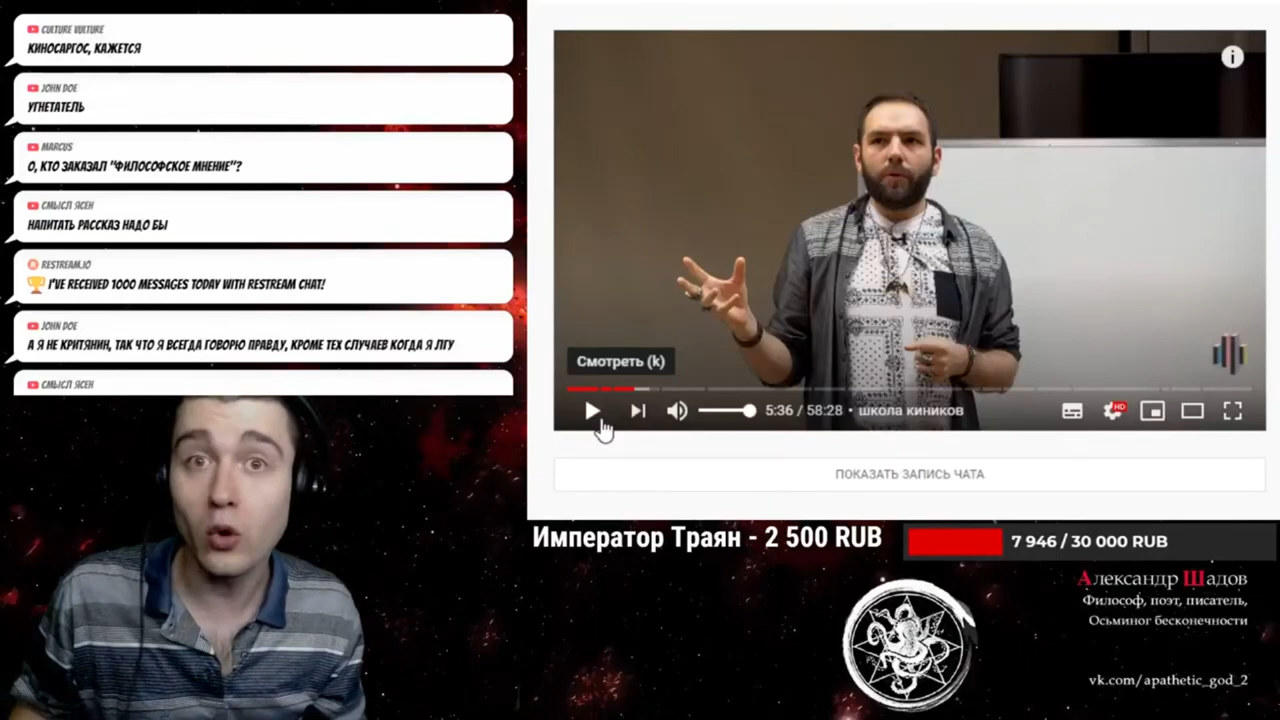 CULTURE VULTURE
КИНОСАРГОС, КАЖЕТСЯ
JOHN DOE
УГНЕТАТЕЛЬ
MARCUS
О, КТО ЗАКАЗАЛ "ФИЛОСОФСКОЕ МНЕНИЕ"?
СМЫСЛ ЯСЕН
НАПИТАТЬ РАССКАЗ НАДО БЫ
RESTREAM.IO
I'VE RECEIVED 1000 MESSAGES TODAY WITH RESTREAM CHAT!
JOHN DOE
А Я НЕ КРИТЯНИН, ТАК ЧТО Я ВСЕГДА ГОВОРЮ ПРАВДУ, КРОМЕ ТЕХ СЛУЧАЕВ КОГДА Я ЛГУ
СМЫСЛ ЯСЕН
Смотреть (k)
5:36 / 58:28 • школа киников
HD
ПОКАЗАТЬ ЗАПИСЬ ЧАТА
Император Траян - 2 500 RUB
7 946 / 30 000 RUB
Александр Шадов
Философ, поэт, писатель,
Осьминог бесконечности
vk.com/apathetic_god_2